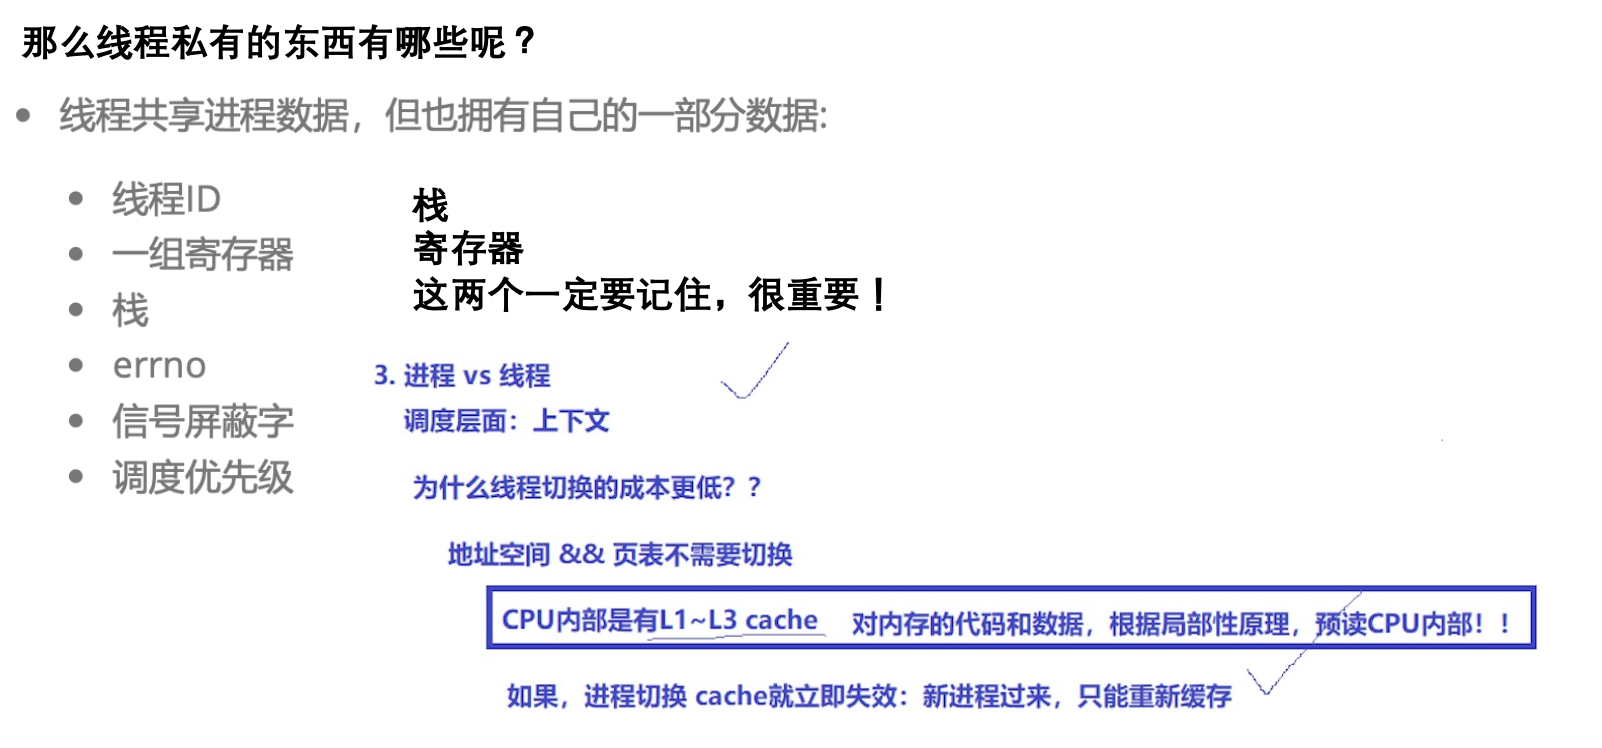 那么线程私有的东西有哪些呢？
线程共享进程数据，但也拥有自己的一部分数据:
线程ID
一组寄存器
栈
errno
信号屏蔽字
调度优先级
栈
寄存器
这两个一定要记住，很重要！
3. 进程 vs 线程
调度层面：上下文
为什么线程切换的成本更低？？
地址空间 && 页表不需要切换
CPU内部是有L1~L3 cache 对内存的代码和数据，根据局部性原理，预读CPU内部！！
如果，进程切换 cache就立即失效：新进程过来，只能重新缓存